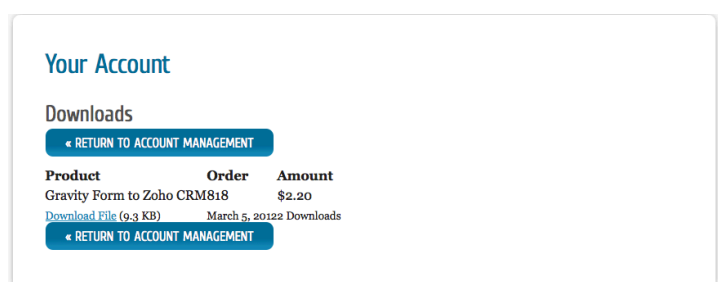 Your Account
Downloads
« RETURN TO ACCOUNT MANAGEMENT
Product Order Amount
Gravity Form to Zoho CRM818 $2.20
Download File (9.3 KB) March 5, 20122 Downloads
« RETURN TO ACCOUNT MANAGEMENT